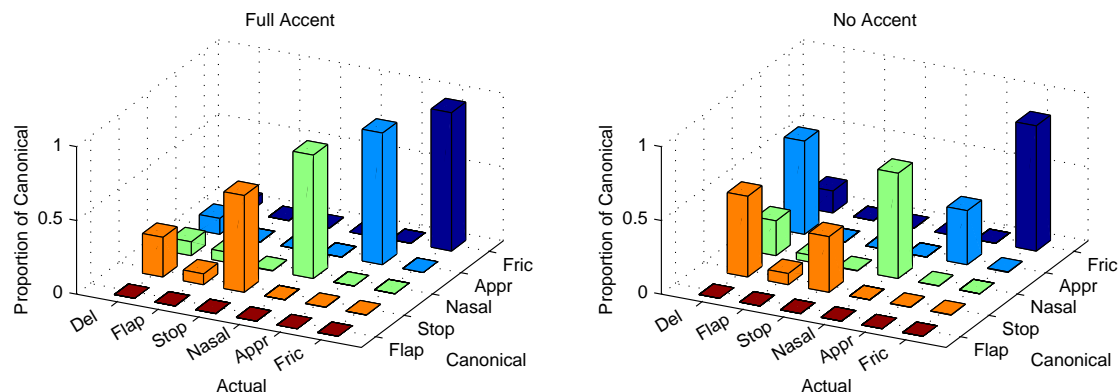 Full Accent
Proportion of Canonical
1
0.5
0
Del
Flap
Stop
Nasal
Appr
Fric
Actual
Fric
Appr
Nasal
Stop
Flap
Canonical
No Accent
Proportion of Canonical
1
0.5
0
Del
Flap
Stop
Nasal
Appr
Fric
Actual
Fric
Appr
Nasal
Stop
Flap
Canonical